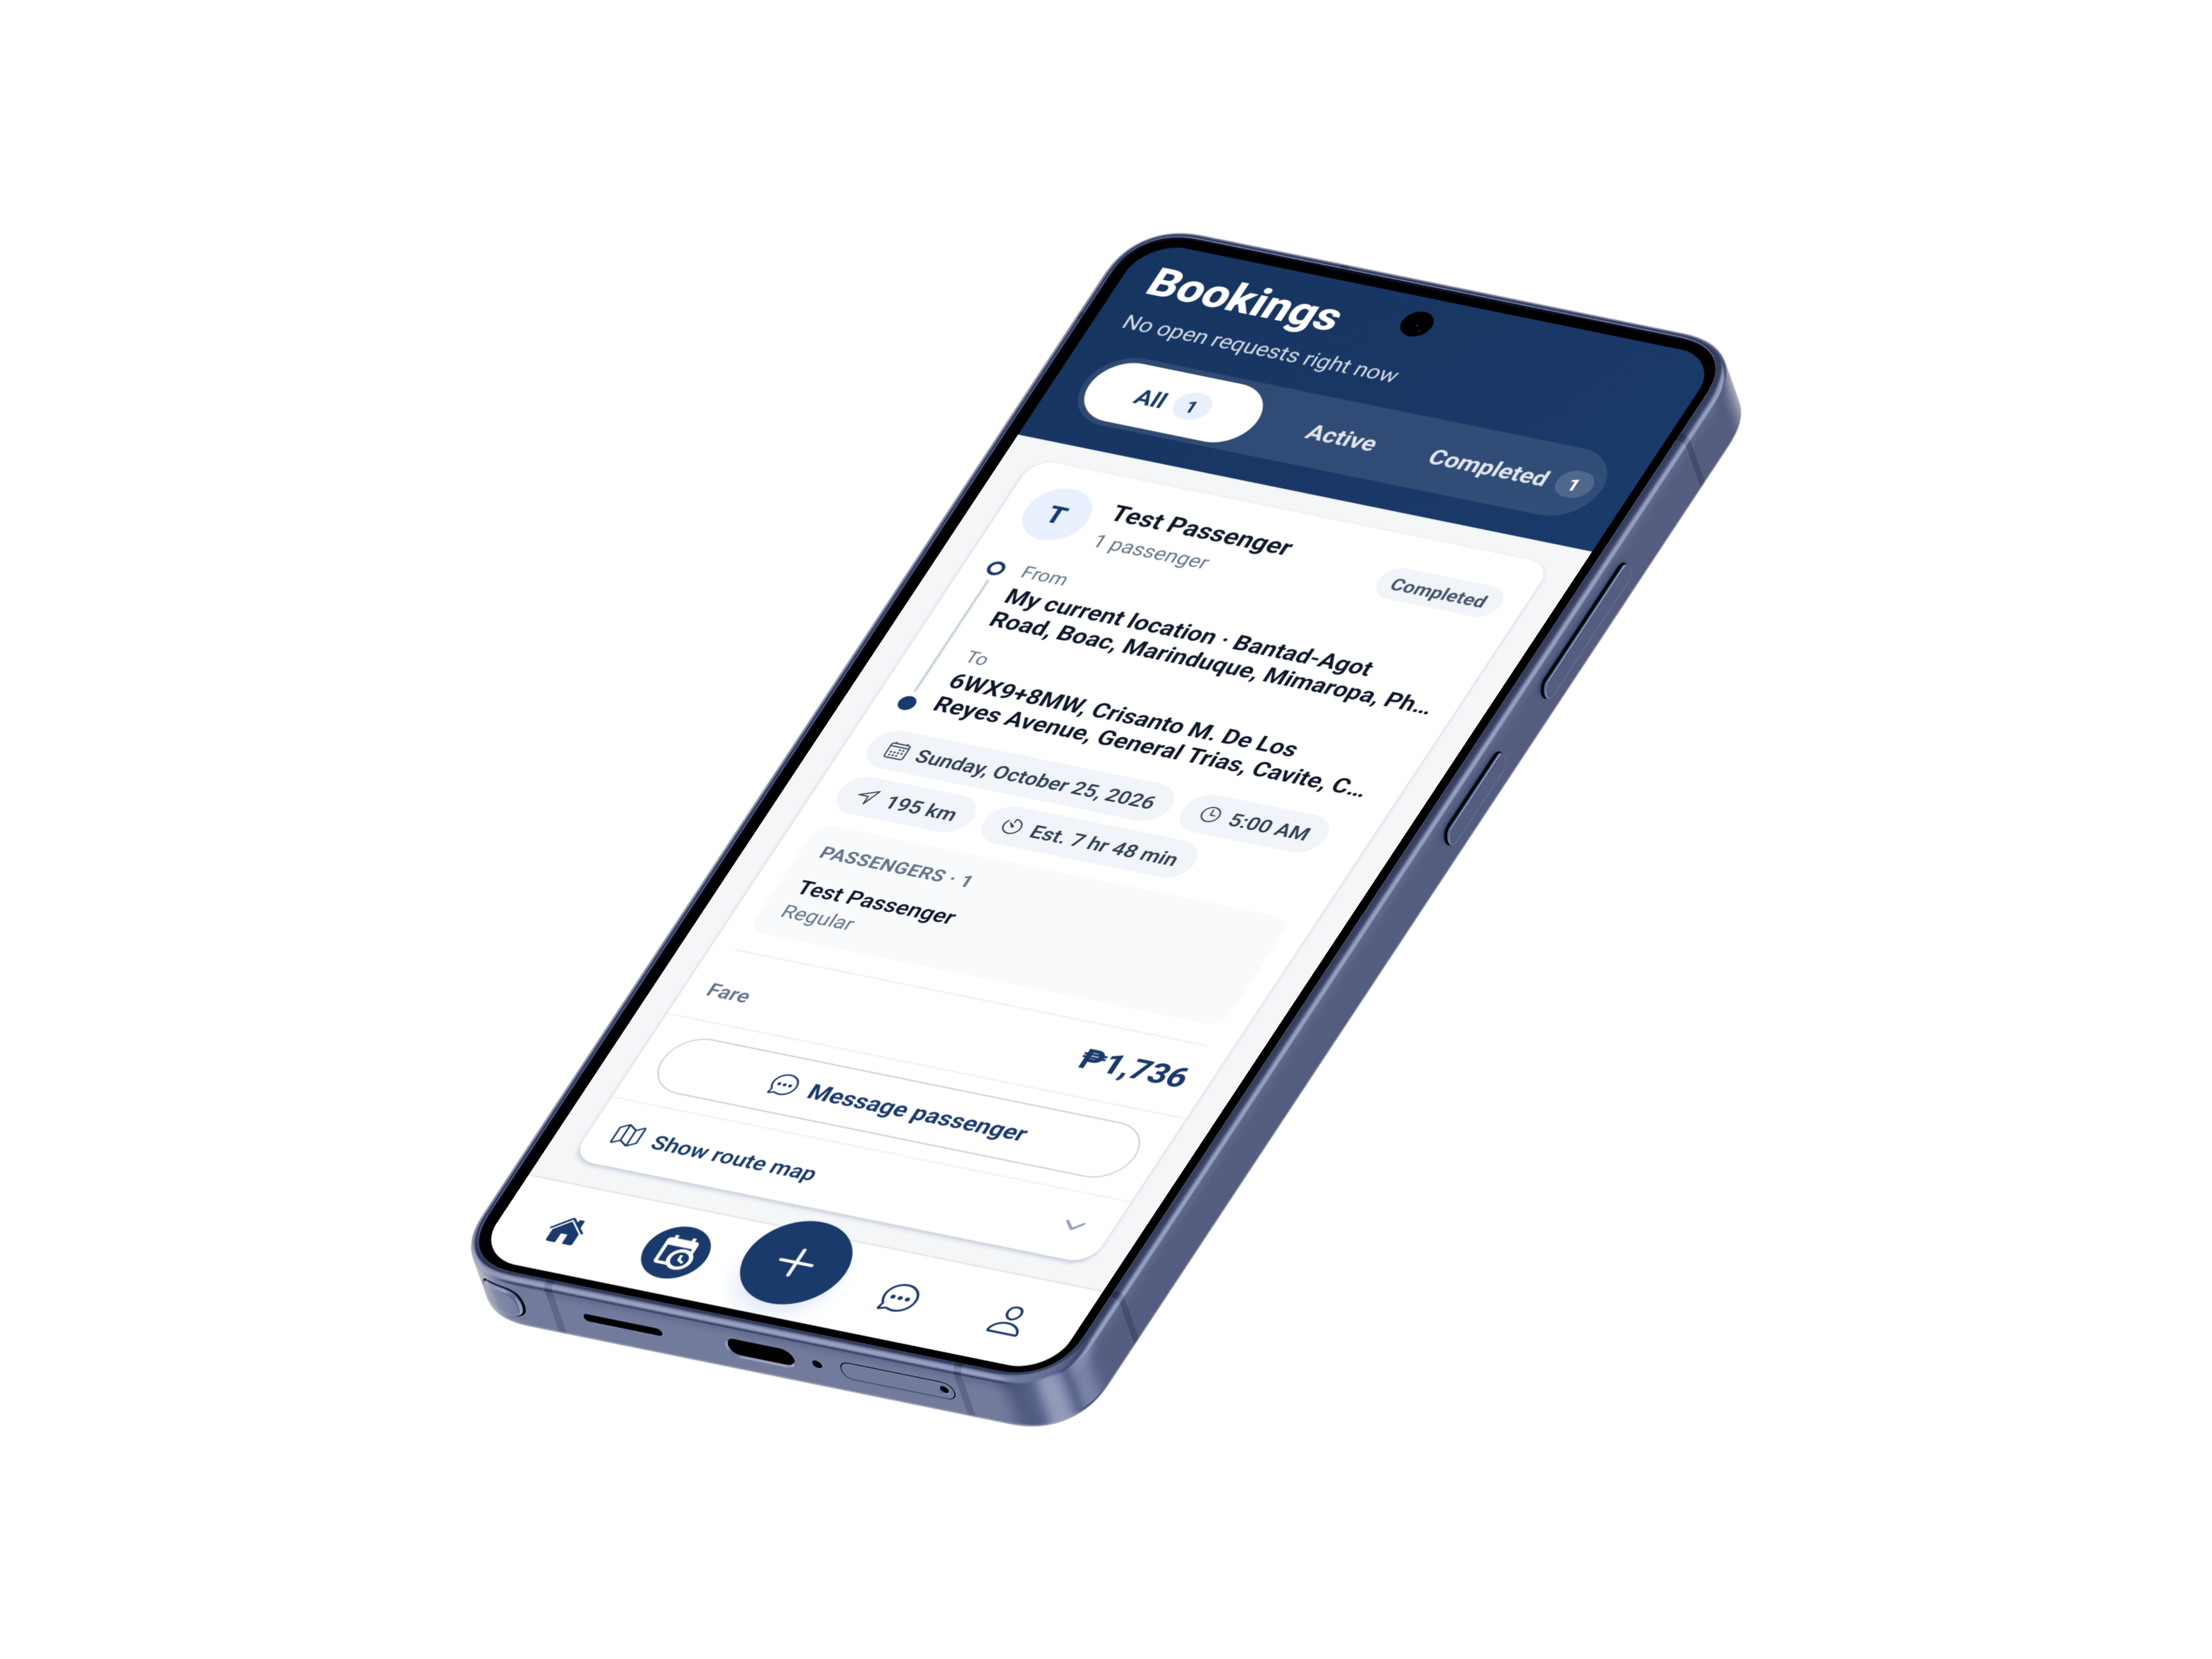 Bookings
No open requests right now
All 1
Active
Completed 1
T
Test Passenger
1 passenger
Completed
From
My current location · Bantad-Agot
Road, Boac, Marinduque, Mimaropa, Ph...
To
6WX9+8MW, Crisanto M. De Los
Reyes Avenue, General Trias, Cavite, C...
Sunday, October 25, 2026
5:00 AM
195 km
Est. 7 hr 48 min
PASSENGERS · 1
Test Passenger
Regular
Fare
₱1,736
Message passenger
Show route map